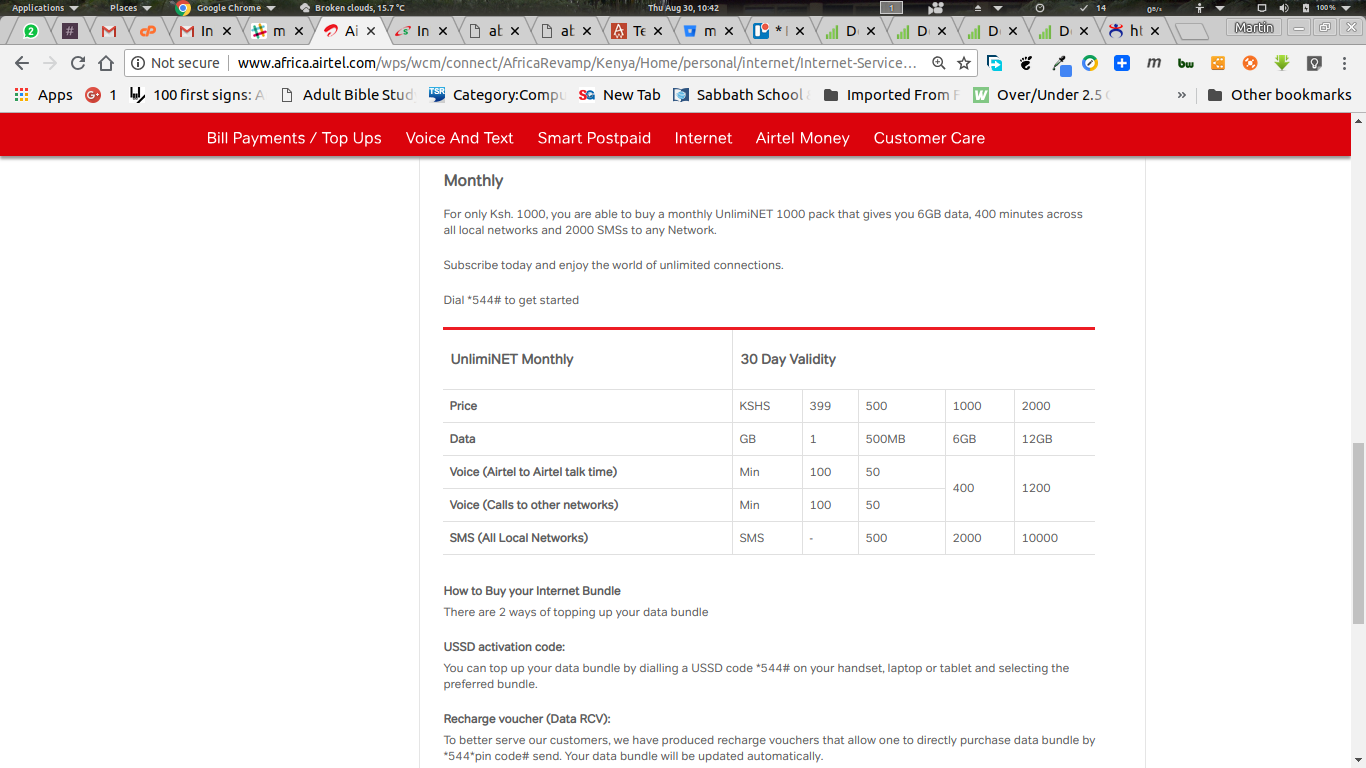 Applications Places Google Chrome Broken clouds, 15.7 °C Thu Aug 30, 10:42 1 14 0B/s 100%
In m Ai In ab ab Te m * D D D D ht Martin
Not secure www.africa.airtel.com/wps/wcm/connect/AfricaRevamp/Kenya/Home/personal/internet/Internet-Service...
Apps 1 100 first signs: A Adult Bible Stud Category:Compu New Tab Sabbath School Imported From F Over/Under 2.5 » Other bookmarks
Bill Payments / Top Ups Voice And Text Smart Postpaid Internet Airtel Money Customer Care
Monthly
For only Ksh. 1000, you are able to buy a monthly UnlimiNET 1000 pack that gives you 6GB data, 400 minutes across
all local networks and 2000 SMSs to any Network.
Subscribe today and enjoy the world of unlimited connections.
Dial *544# to get started
UnlimiNET Monthly 30 Day Validity
Price KSHS 399 500 1000 2000
Data GB 1 500MB 6GB 12GB
Voice (Airtel to Airtel talk time) Min 100 50
400 1200
Voice (Calls to other networks) Min 100 50
SMS (All Local Networks) SMS - 500 2000 10000
How to Buy your Internet Bundle
There are 2 ways of topping up your data bundle
USSD activation code:
You can top up your data bundle by dialling a USSD code *544# on your handset, laptop or tablet and selecting the
preferred bundle.
Recharge voucher (Data RCV):
To better serve our customers, we have produced recharge vouchers that allow one to directly purchase data bundle by
*544*pin code# send. Your data bundle will be updated automatically.